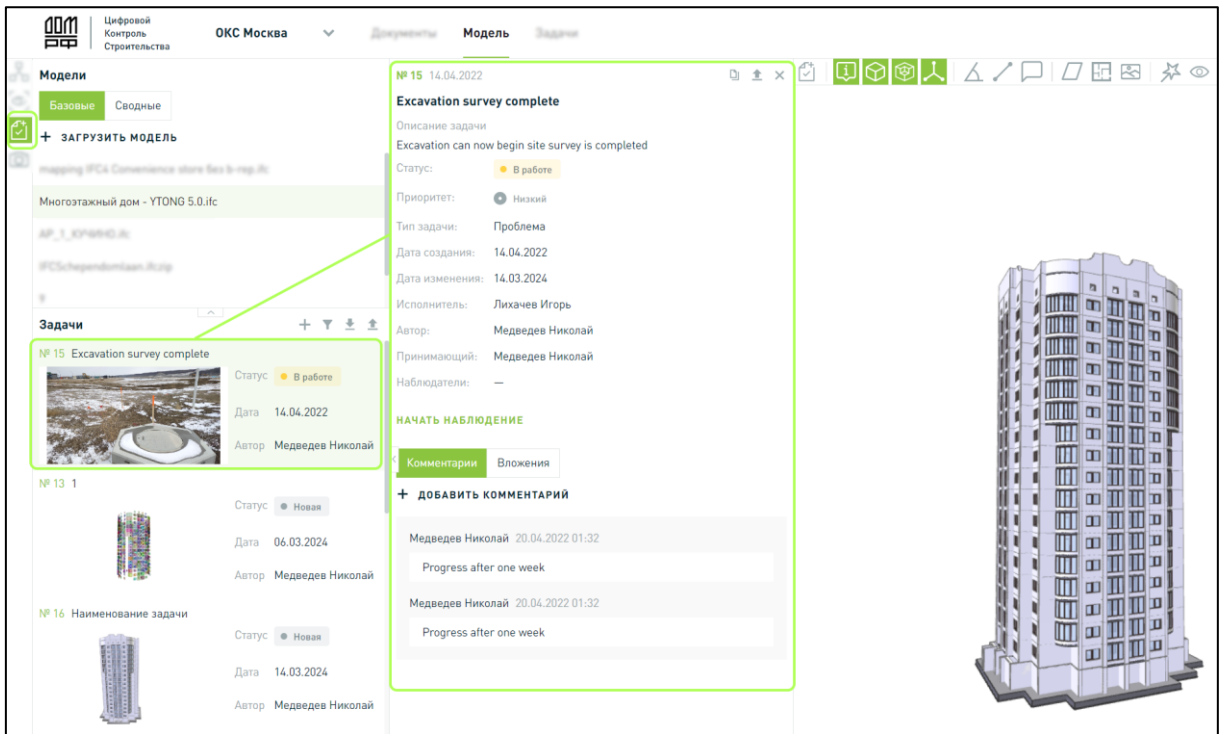 ДОМ
РФ
Цифровой
Контроль
Строительства
ОКС Москва
Документы
Модель
Задачи
Модели
Базовые
Сводные
+ ЗАГРУЗИТЬ МОДЕЛЬ
mapping IFC4 Convenience store без b-rep.ifc
Многоэтажный дом - YTONG 5.0.ifc
IFCSchependomlaan.ifczip
Задачи
№ 15 Excavation survey complete
Статус В работе
Дата 14.04.2022
Автор Медведев Николай
№ 13 1
Статус Новая
Дата 06.03.2024
Автор Медведев Николай
№ 16 Наименование задачи
Статус Новая
Дата 14.03.2024
Автор Медведев Николай
№ 15 14.04.2022
Excavation survey complete
Описание задачи
Excavation can now begin site survey is completed
Статус: В работе
Приоритет: Низкий
Тип задачи: Проблема
Дата создания: 14.04.2022
Дата изменения: 14.03.2024
Исполнитель: Лихачев Игорь
Автор: Медведев Николай
Принимающий: Медведев Николай
Наблюдатели: —
НАЧАТЬ НАБЛЮДЕНИЕ
Комментарии
Вложения
+ ДОБАВИТЬ КОММЕНТАРИЙ
Медведев Николай 20.04.2022 01:32
Progress after one week
Медведев Николай 20.04.2022 01:32
Progress after one week